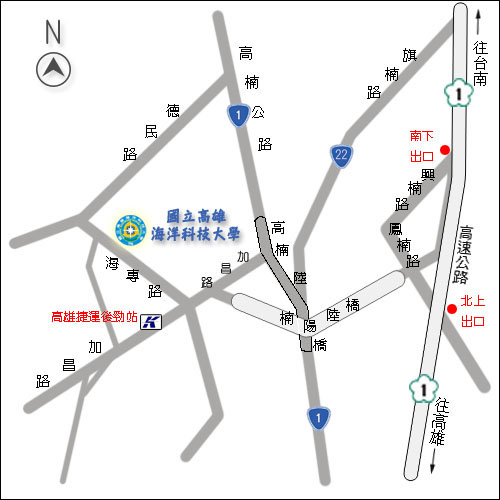 N
往台南
1
高楠公路
1
旗楠路
22
德民路
南下
出口
興楠路
鳳楠路
國立高雄
海洋科技大學
高楠陸橋
楠陽陸橋
加昌路
海專路
高速公路
北上
出口
高雄捷運後勁站
K
加昌路
1
1
往高雄